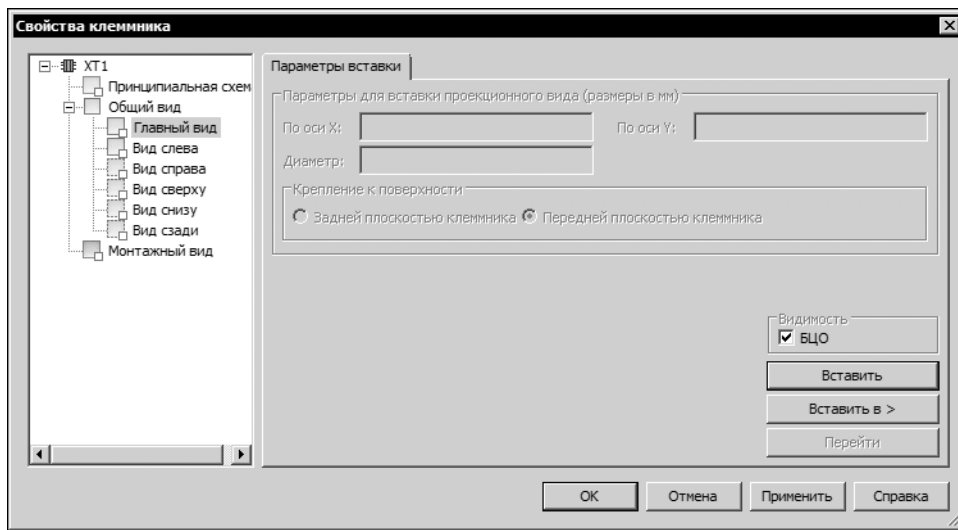 Свойства клеммника
XT1
Принципиальная схем
Общий вид
Главный вид
Вид слева
Вид справа
Вид сверху
Вид снизу
Вид сзади
Монтажный вид
Параметры вставки
Параметры для вставки проекционного вида (размеры в мм)
По оси X:
По оси Y:
Диаметр:
Крепление к поверхности
Задней плоскостью клеммника
Передней плоскостью клеммника
Видимость
БЦО
Вставить
Вставить в >
Перейти
OK
Отмена
Применить
Справка